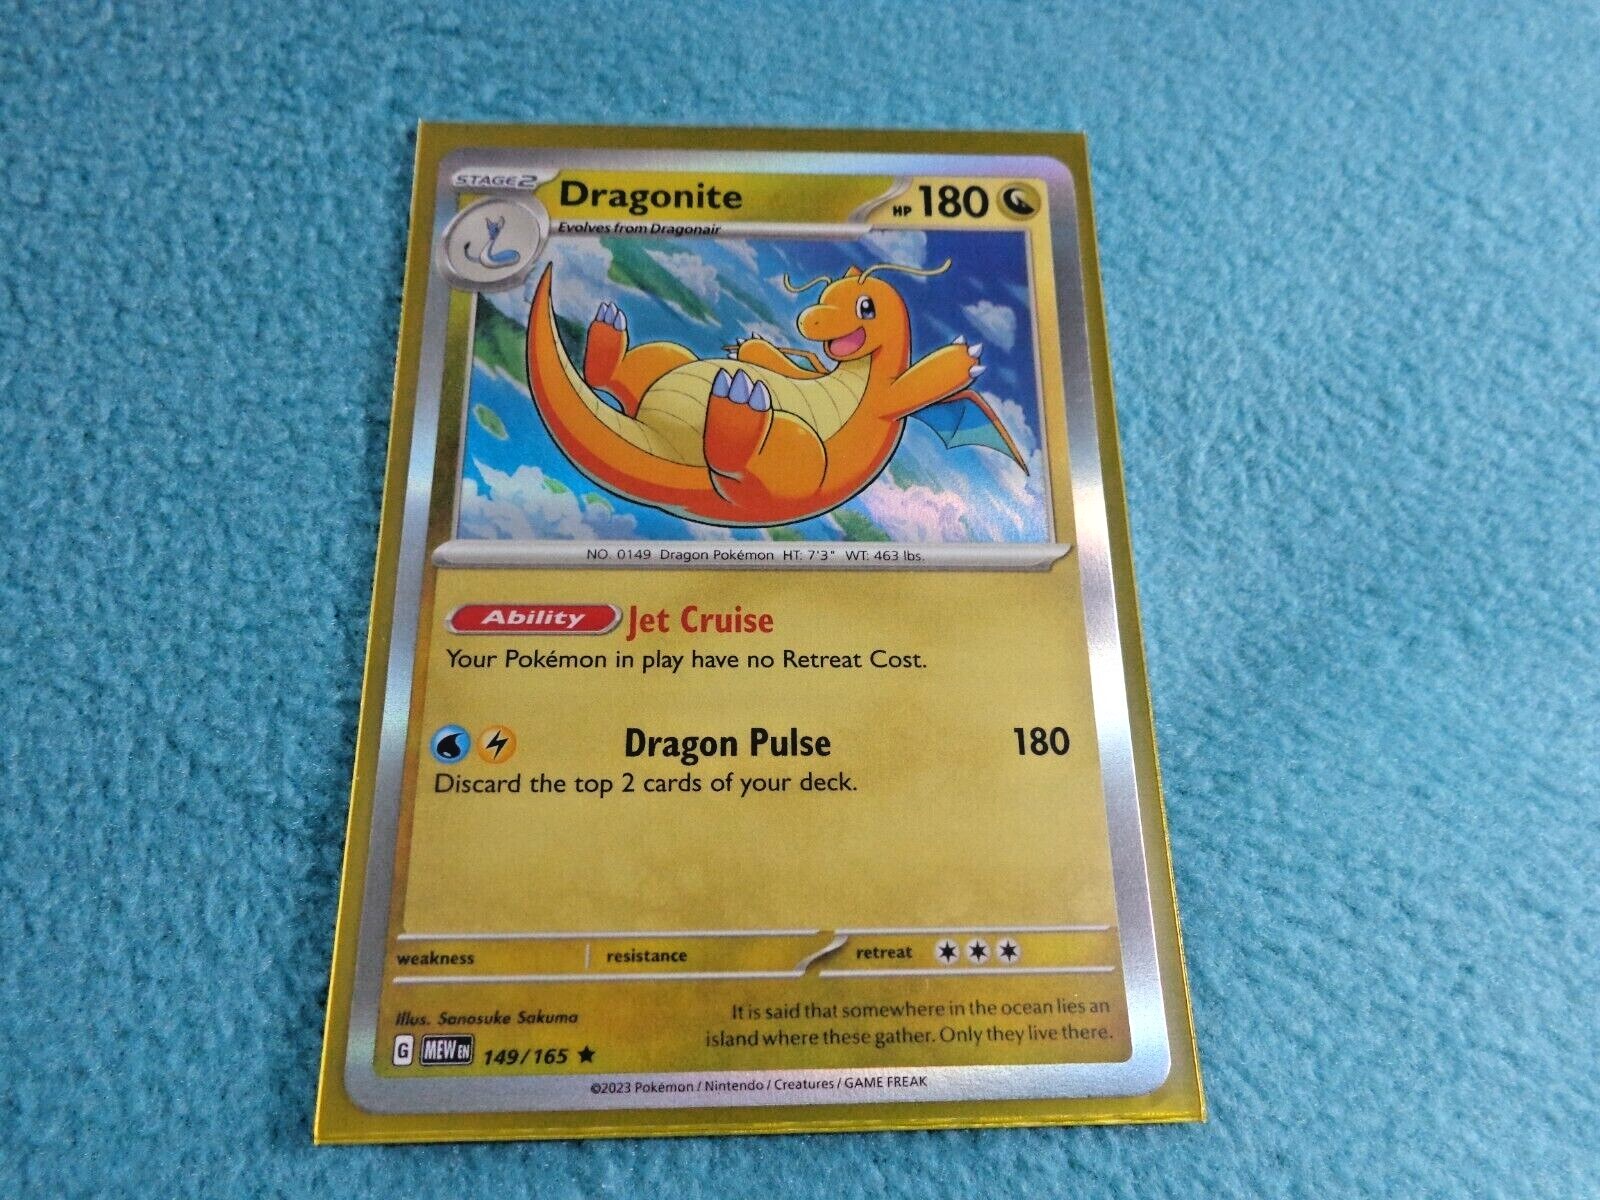 STAGE2
Dragonite
HP 180
Evolves from Dragonair
NO. 0149 Dragon Pokémon HT: 7'3" WT: 463 lbs.
Ability Jet Cruise
Your Pokémon in play have no Retreat Cost.
Dragon Pulse 180
Discard the top 2 cards of your deck.
weakness resistance retreat
Illus. Sanosuke Sakuma
It is said that somewhere in the ocean lies an
island where these gather. Only they live there.
G MEW EN 149/165
©2023 Pokémon / Nintendo / Creatures / GAME FREAK